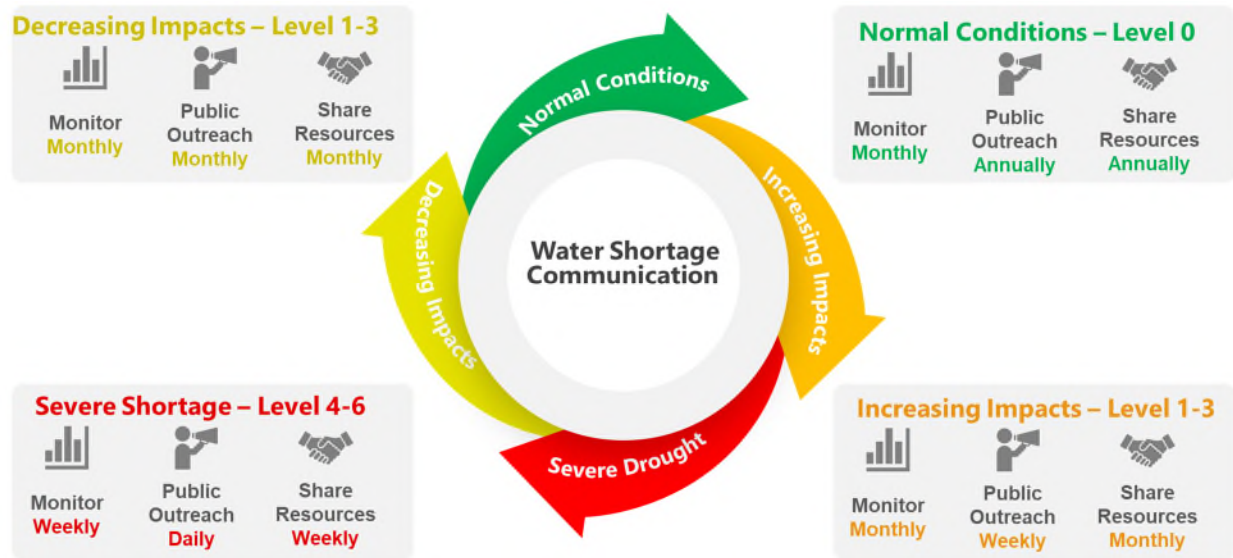 Decreasing Impacts – Level 1-3
Monitor
Monthly
Public
Outreach
Monthly
Share
Resources
Monthly
Normal Conditions – Level 0
Monitor
Monthly
Public
Outreach
Annually
Share
Resources
Annually
Normal Conditions
Increasing Impacts
Severe Drought
Decreasing Impacts
Water Shortage
Communication
Severe Shortage – Level 4-6
Monitor
Weekly
Public
Outreach
Daily
Share
Resources
Weekly
Increasing Impacts – Level 1-3
Monitor
Monthly
Public
Outreach
Weekly
Share
Resources
Monthly